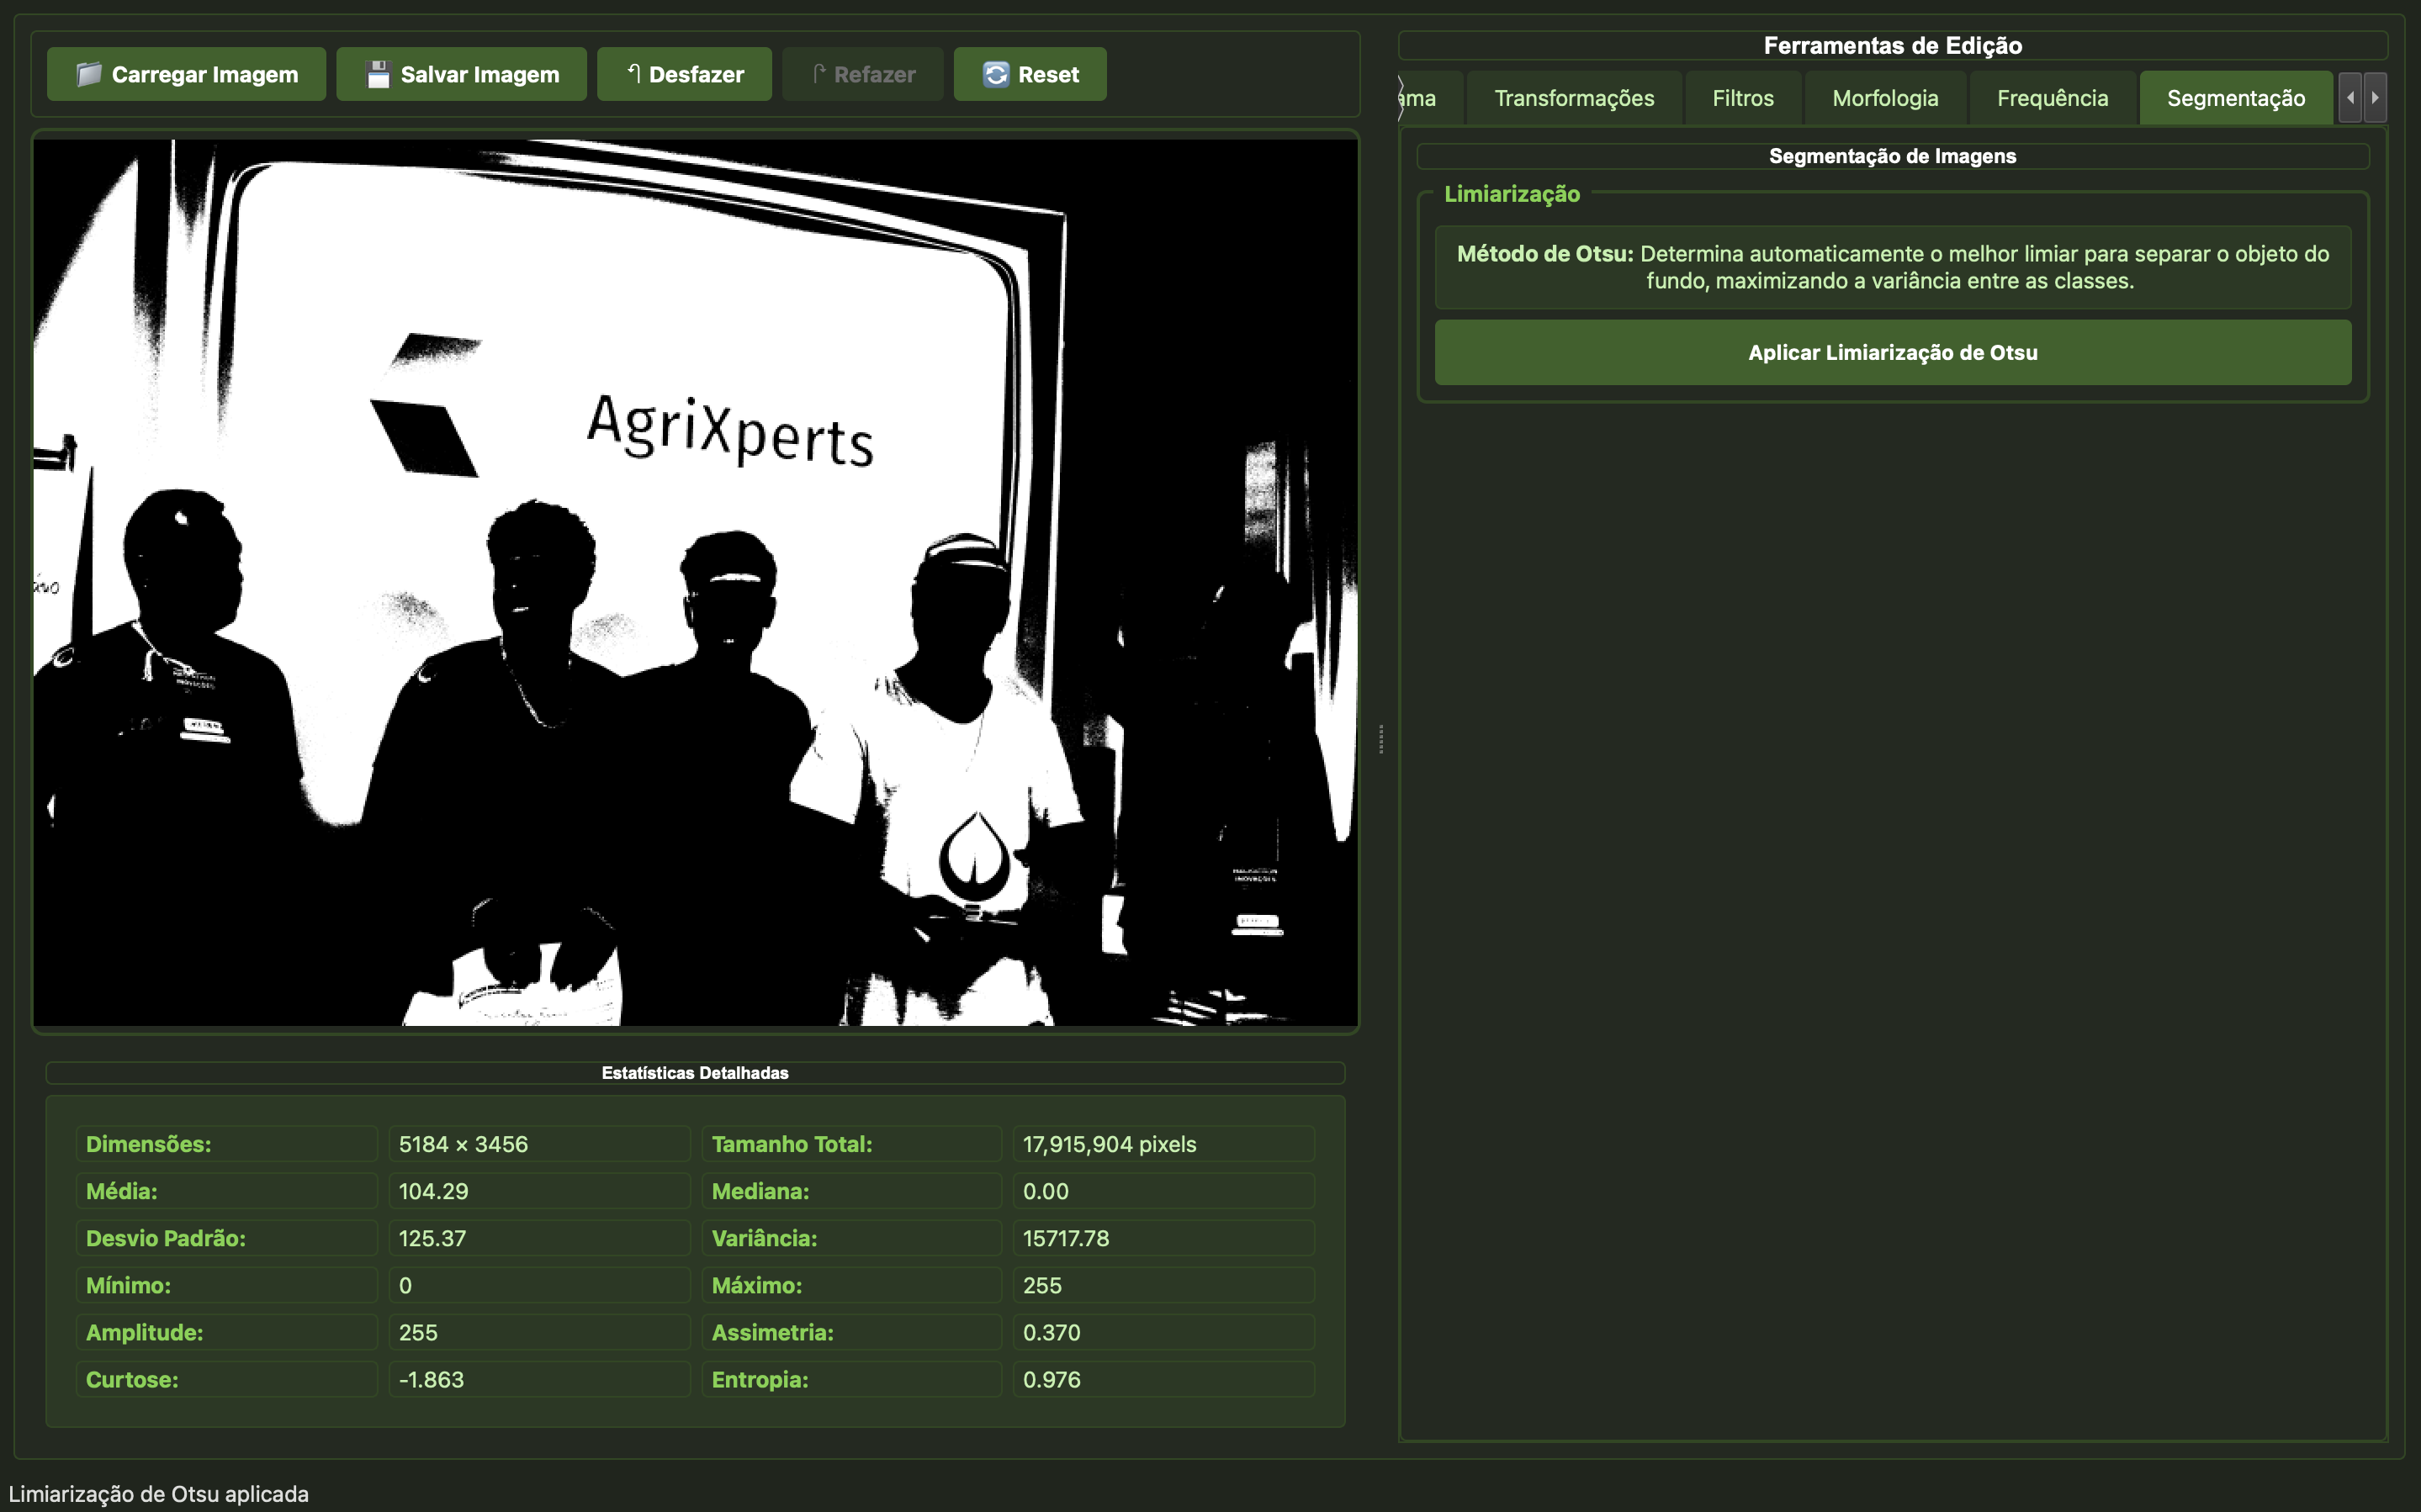 Carregar Imagem
Salvar Imagem
Desfazer
Refazer
Reset
AgriXperts
INOVAÇÕES
INOVAÇÕES
Estatísticas Detalhadas
Dimensões: 5184 × 3456 Tamanho Total: 17,915,904 pixels
Média: 104.29 Mediana: 0.00
Desvio Padrão: 125.37 Variância: 15717.78
Mínimo: 0 Máximo: 255
Amplitude: 255 Assimetria: 0.370
Curtose: -1.863 Entropia: 0.976
Ferramentas de Edição
ama
Transformações
Filtros
Morfologia
Frequência
Segmentação
Segmentação de Imagens
Limiarização
Método de Otsu: Determina automaticamente o melhor limiar para separar o objeto do
fundo, maximizando a variância entre as classes.
Aplicar Limiarização de Otsu
Limiarização de Otsu aplicada